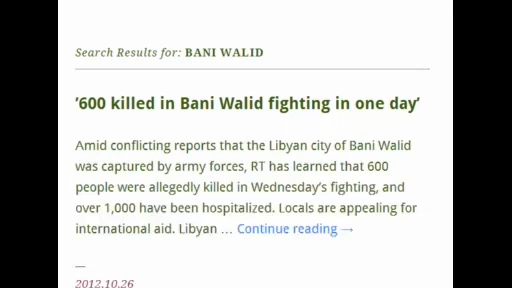 Search Results for: BANI WALID
'600 killed in Bani Walid fighting in one day'
Amid conflicting reports that the Libyan city of Bani Walid
was captured by army forces, RT has learned that 600
people were allegedly killed in Wednesday's fighting, and
over 1,000 have been hospitalized. Locals are appealing for
international aid. Libyan … Continue reading →
—
2012.10.26